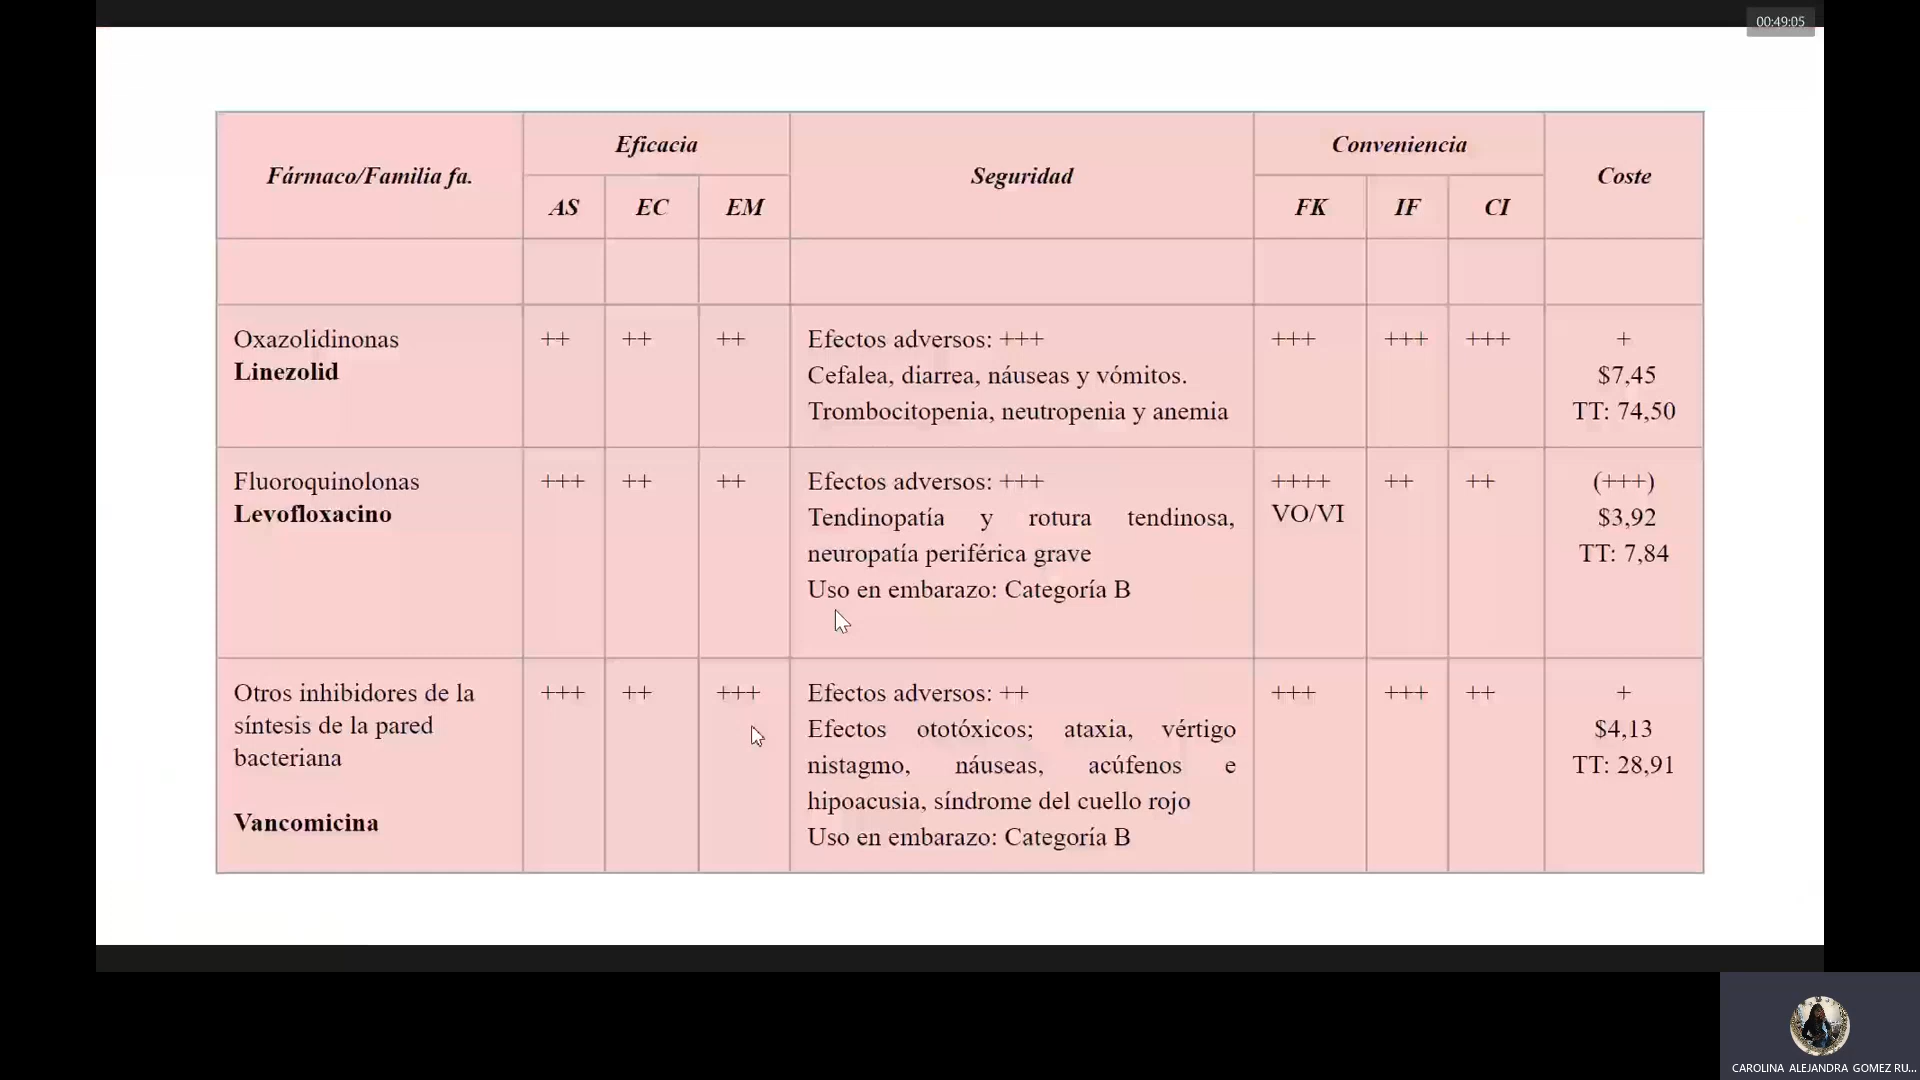 00:49:05
Fármaco/Familia fa.
Eficacia
Seguridad
Conveniencia
Coste
AS
EC
EM
FK
IF
CI
Oxazolidinonas
Linezolid
++
++
++
Efectos adversos: +++
Cefalea, diarrea, náuseas y vómitos.
Trombocitopenia, neutropenia y anemia
+++
+++
+++
+
$7,45
TT: 74,50
Fluoroquinolonas
Levofloxacino
+++
++
++
Efectos adversos: +++
Tendinopatía y rotura tendinosa,
neuropatía periférica grave
Uso en embarazo: Categoría B
++++
VO/VI
++
++
(+++)
$3,92
TT: 7,84
Otros inhibidores de la
síntesis de la pared
bacteriana
Vancomicina
+++
++
+++
Efectos adversos: ++
Efectos ototóxicos; ataxia, vértigo
nistagmo, náuseas, acúfenos e
hipoacusia, síndrome del cuello rojo
Uso en embarazo: Categoría B
+++
+++
++
+
$4,13
TT: 28,91
CAROLINA ALEJANDRA GOMEZ RU...